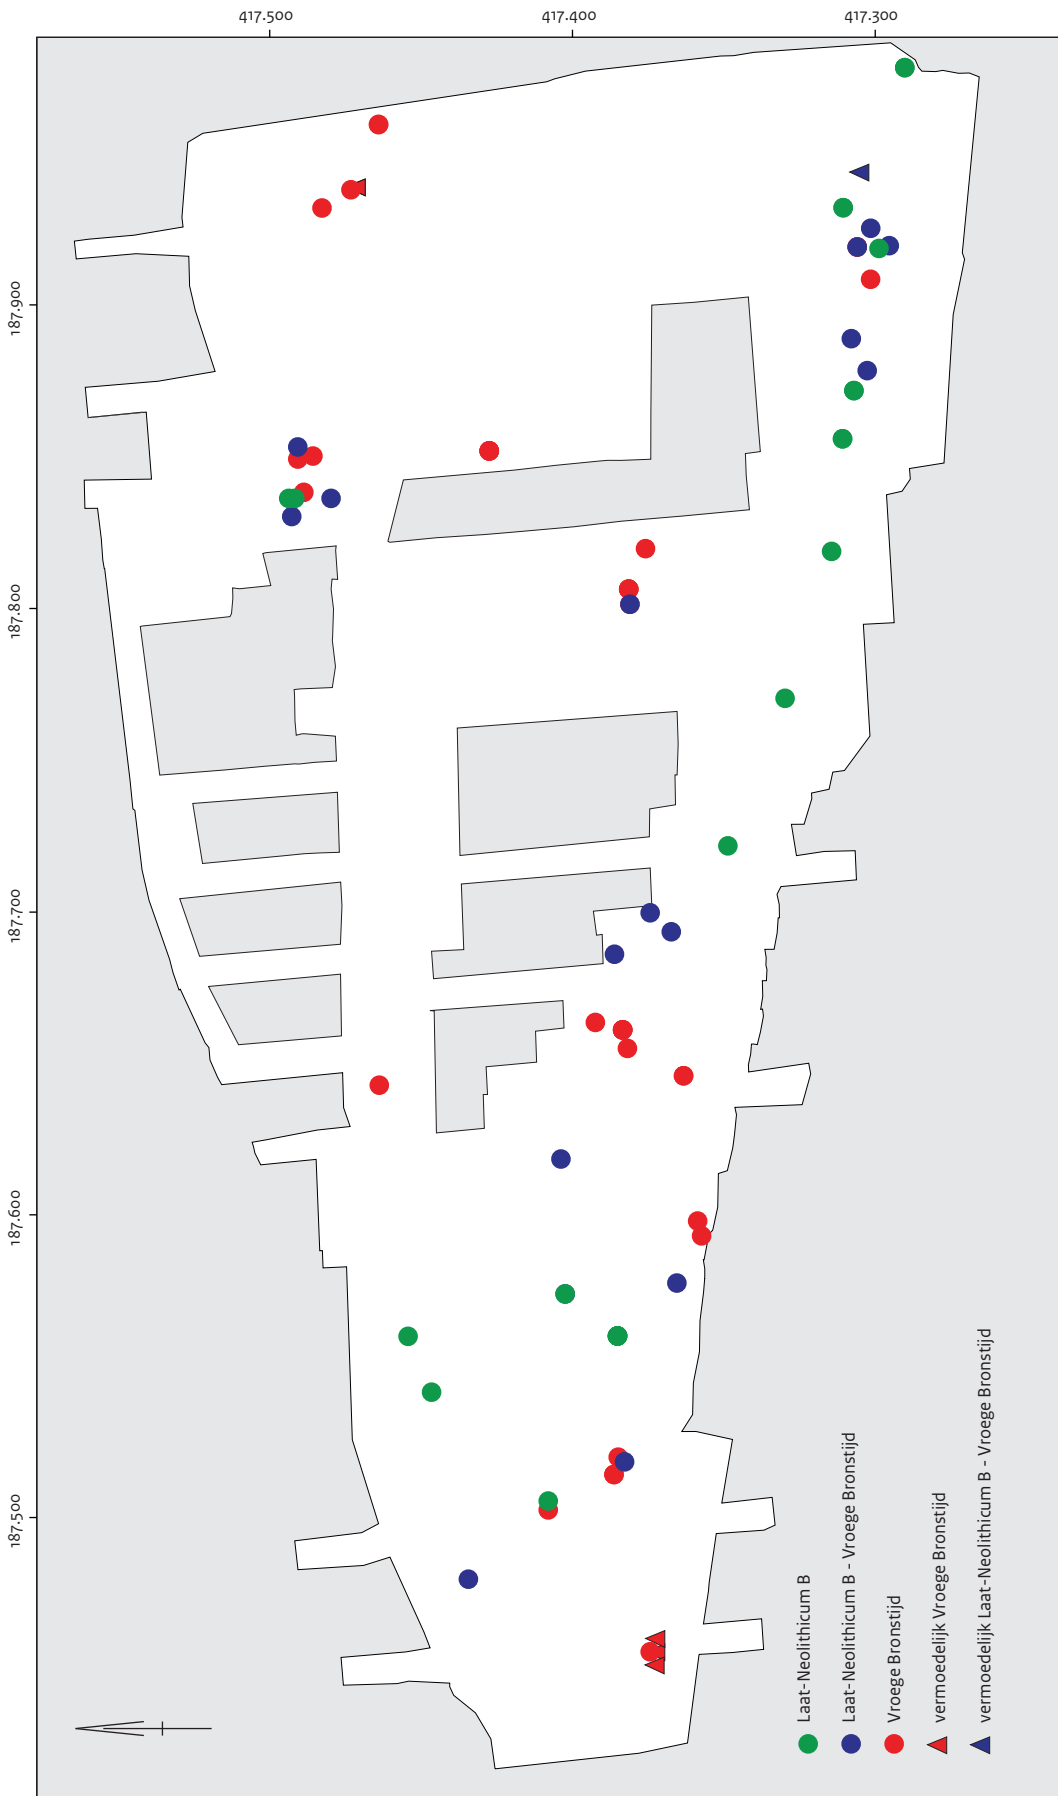 417.500
417.400
417.300
187.900
187.800
187.700
187.600
187.500
Laat-Neolithicum B
Laat-Neolithicum B - Vroege Bronstijd
Vroege Bronstijd
vermoedelijk Vroege Bronstijd
vermoedelijk Laat-Neolithicum B - Vroege Bronstijd